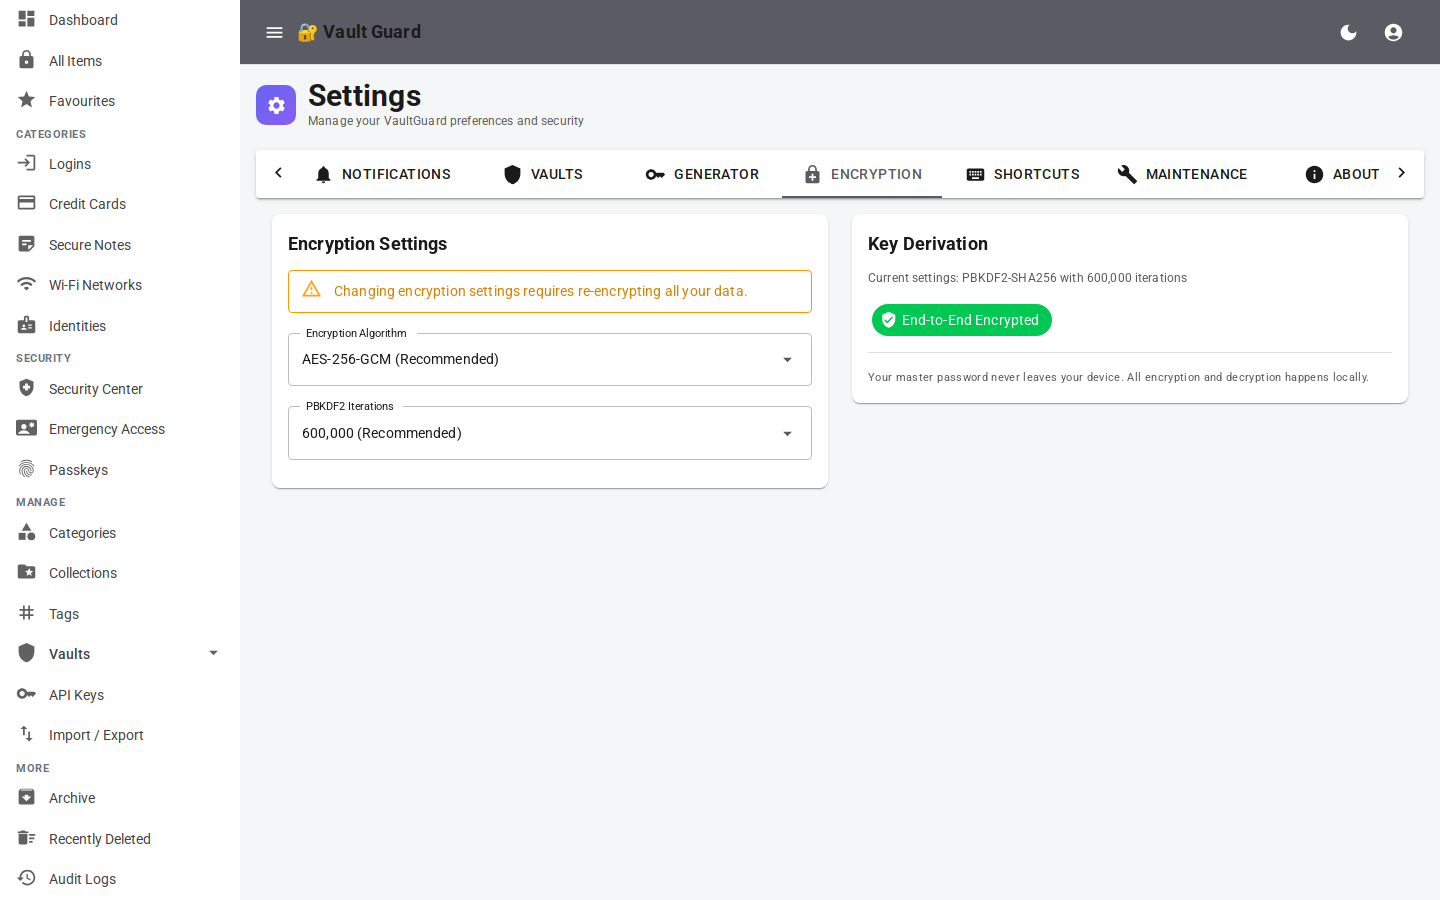 Dashboard
All Items
Favourites
CATEGORIES
Logins
Credit Cards
Secure Notes
Wi-Fi Networks
Identities
SECURITY
Security Center
Emergency Access
Passkeys
MANAGE
Categories
Collections
Tags
Vaults
API Keys
Import / Export
MORE
Archive
Recently Deleted
Audit Logs
Vault Guard
Settings
Manage your VaultGuard preferences and security
NOTIFICATIONS
VAULTS
GENERATOR
ENCRYPTION
SHORTCUTS
MAINTENANCE
ABOUT
Encryption Settings
Changing encryption settings requires re-encrypting all your data.
Encryption Algorithm
AES-256-GCM (Recommended)
PBKDF2 Iterations
600,000 (Recommended)
Key Derivation
Current settings: PBKDF2-SHA256 with 600,000 iterations
End-to-End Encrypted
Your master password never leaves your device. All encryption and decryption happens locally.